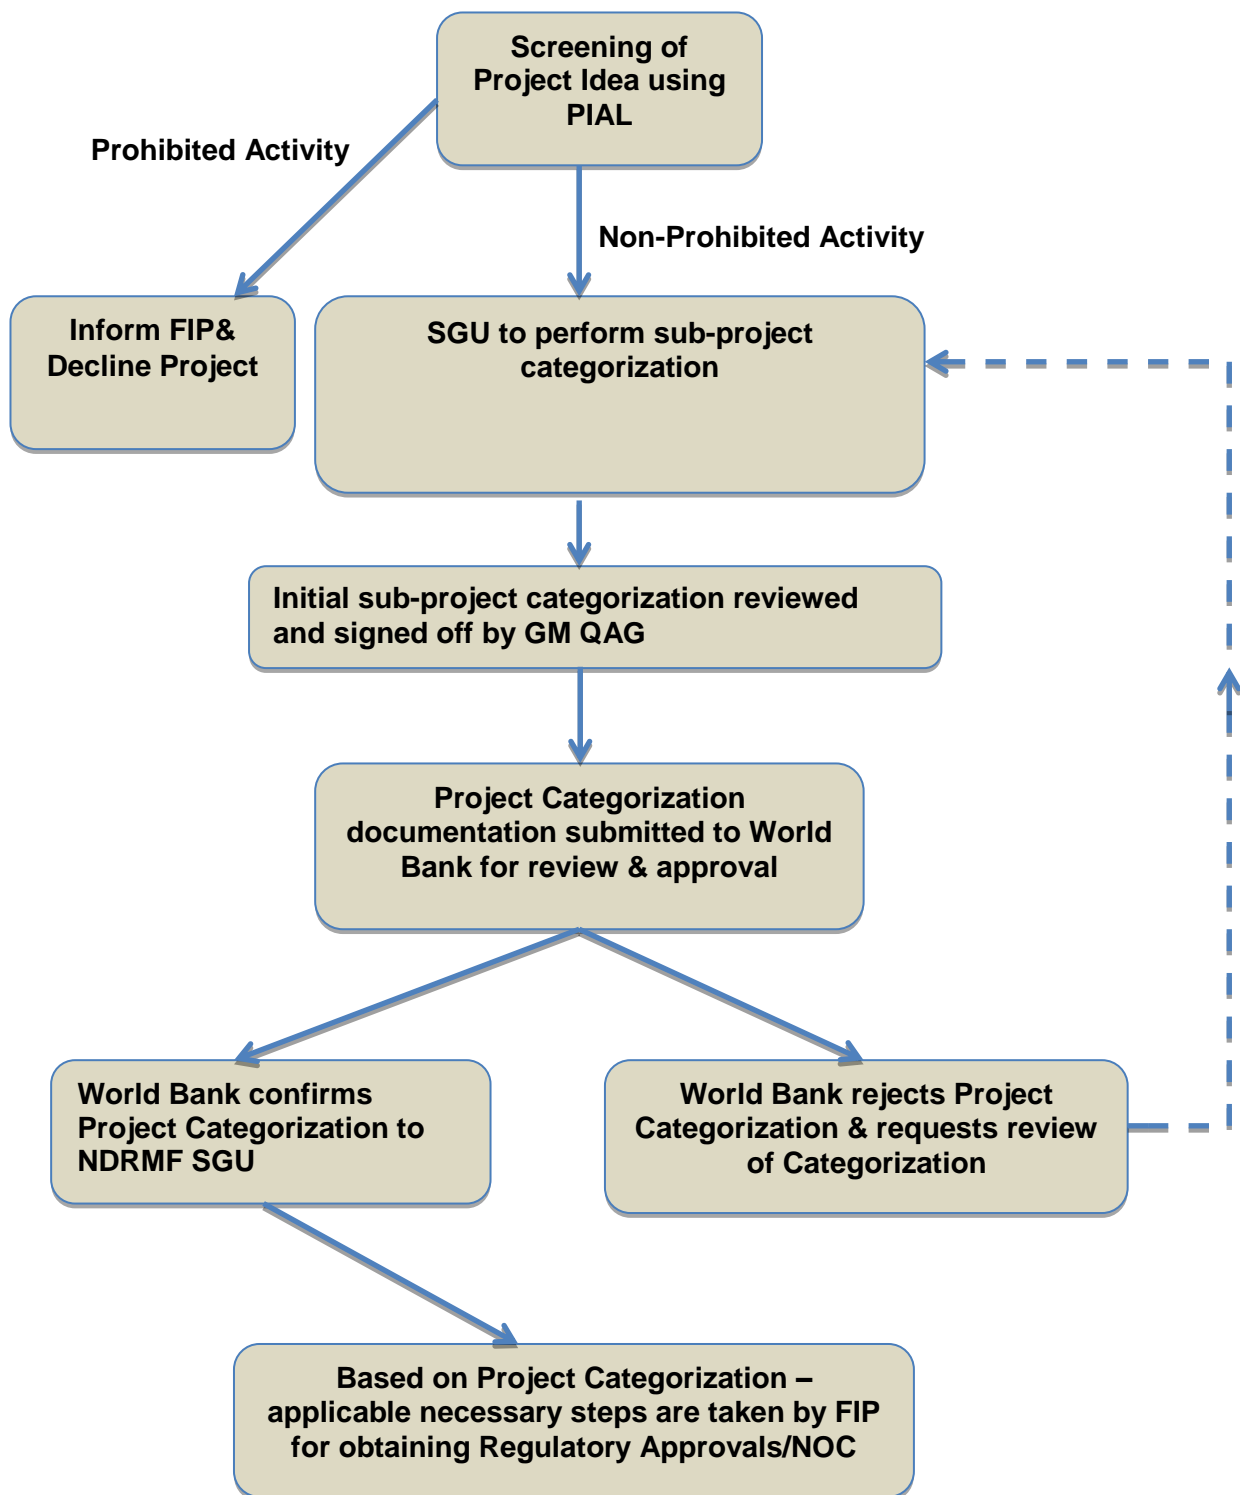 Screening of
Project Idea using
PIAL
Prohibited Activity
Non-Prohibited Activity
Inform FIP&
Decline Project
SGU to perform sub-project
categorization
Initial sub-project categorization reviewed
and signed off by GM QAG
Project Categorization
documentation submitted to World
Bank for review & approval
World Bank confirms
Project Categorization to
NDRMF SGU
World Bank rejects Project
Categorization & requests review
of Categorization
Based on Project Categorization –
applicable necessary steps are taken by FIP
for obtaining Regulatory Approvals/NOC